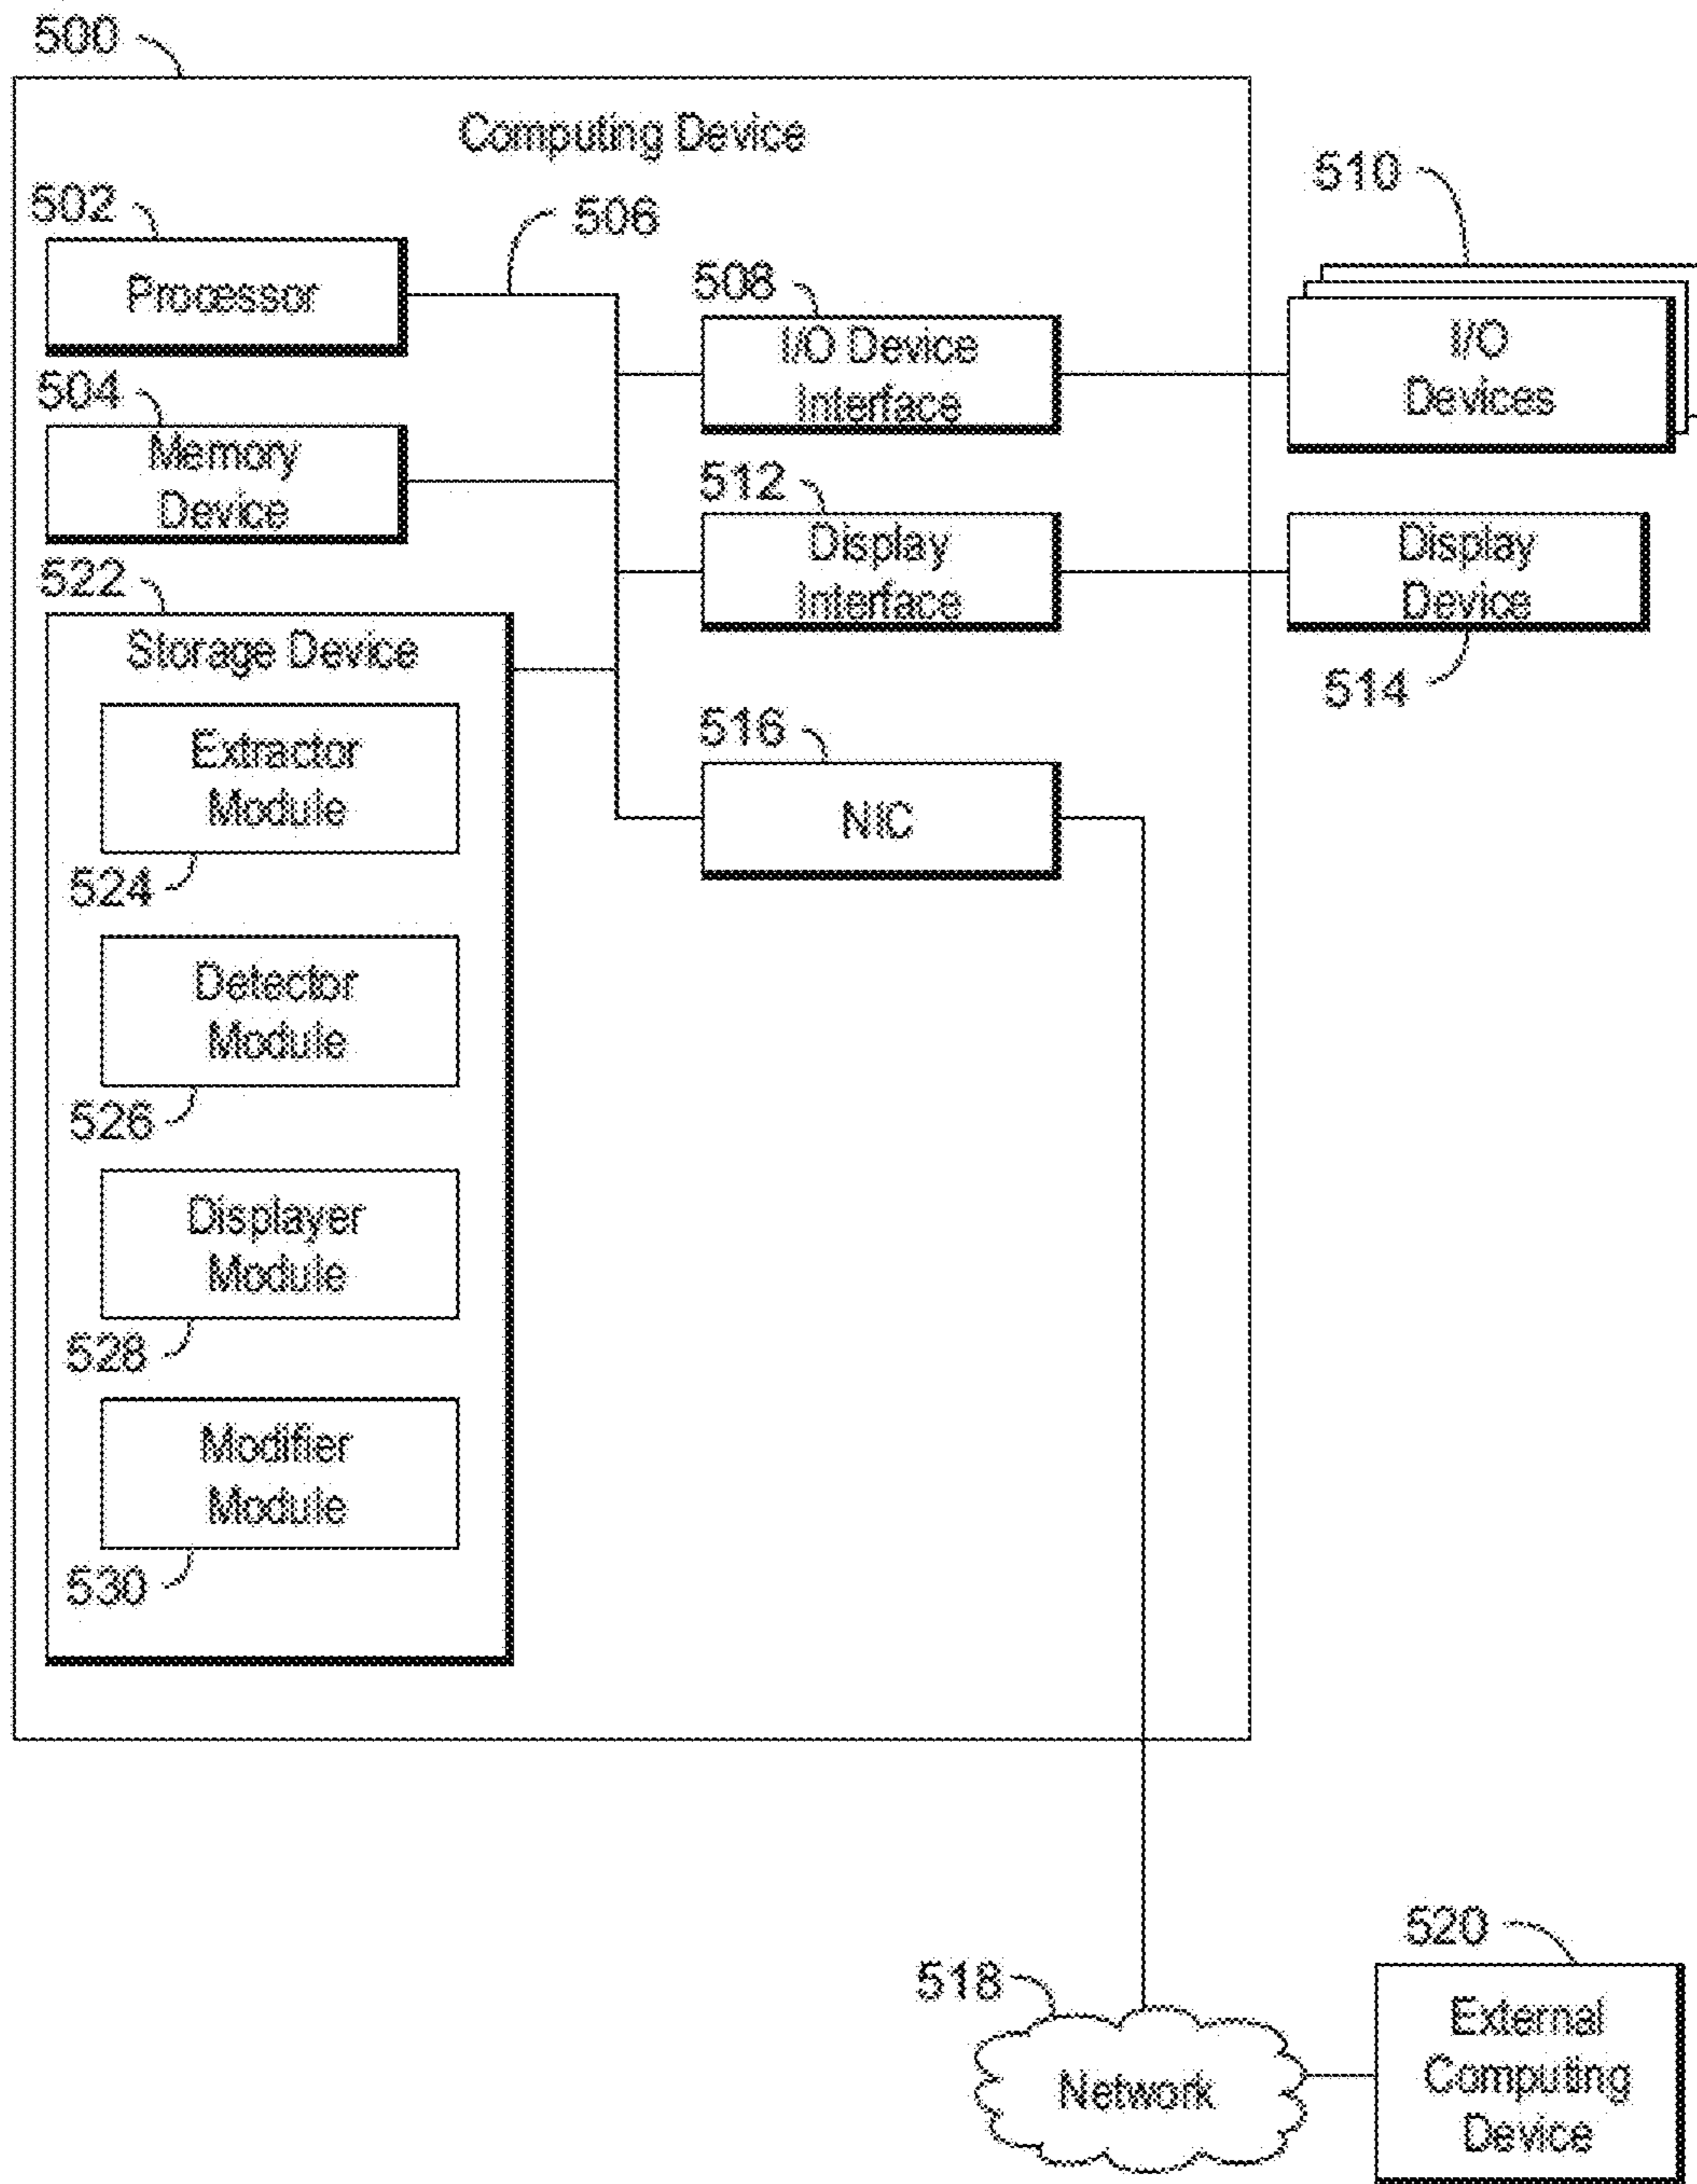 500
Computing Device
502
Processor
506
504
Memory
Device
508
I/O Device
Interface
510
I/O
Devices
512
Display
Interface
Display
Device
514
516
NIC
522
Storage Device
Extractor
Module
524
Detector
Module
526
Displayer
Module
528
Modifier
Module
530
518
Network
520
External
Computing
Device